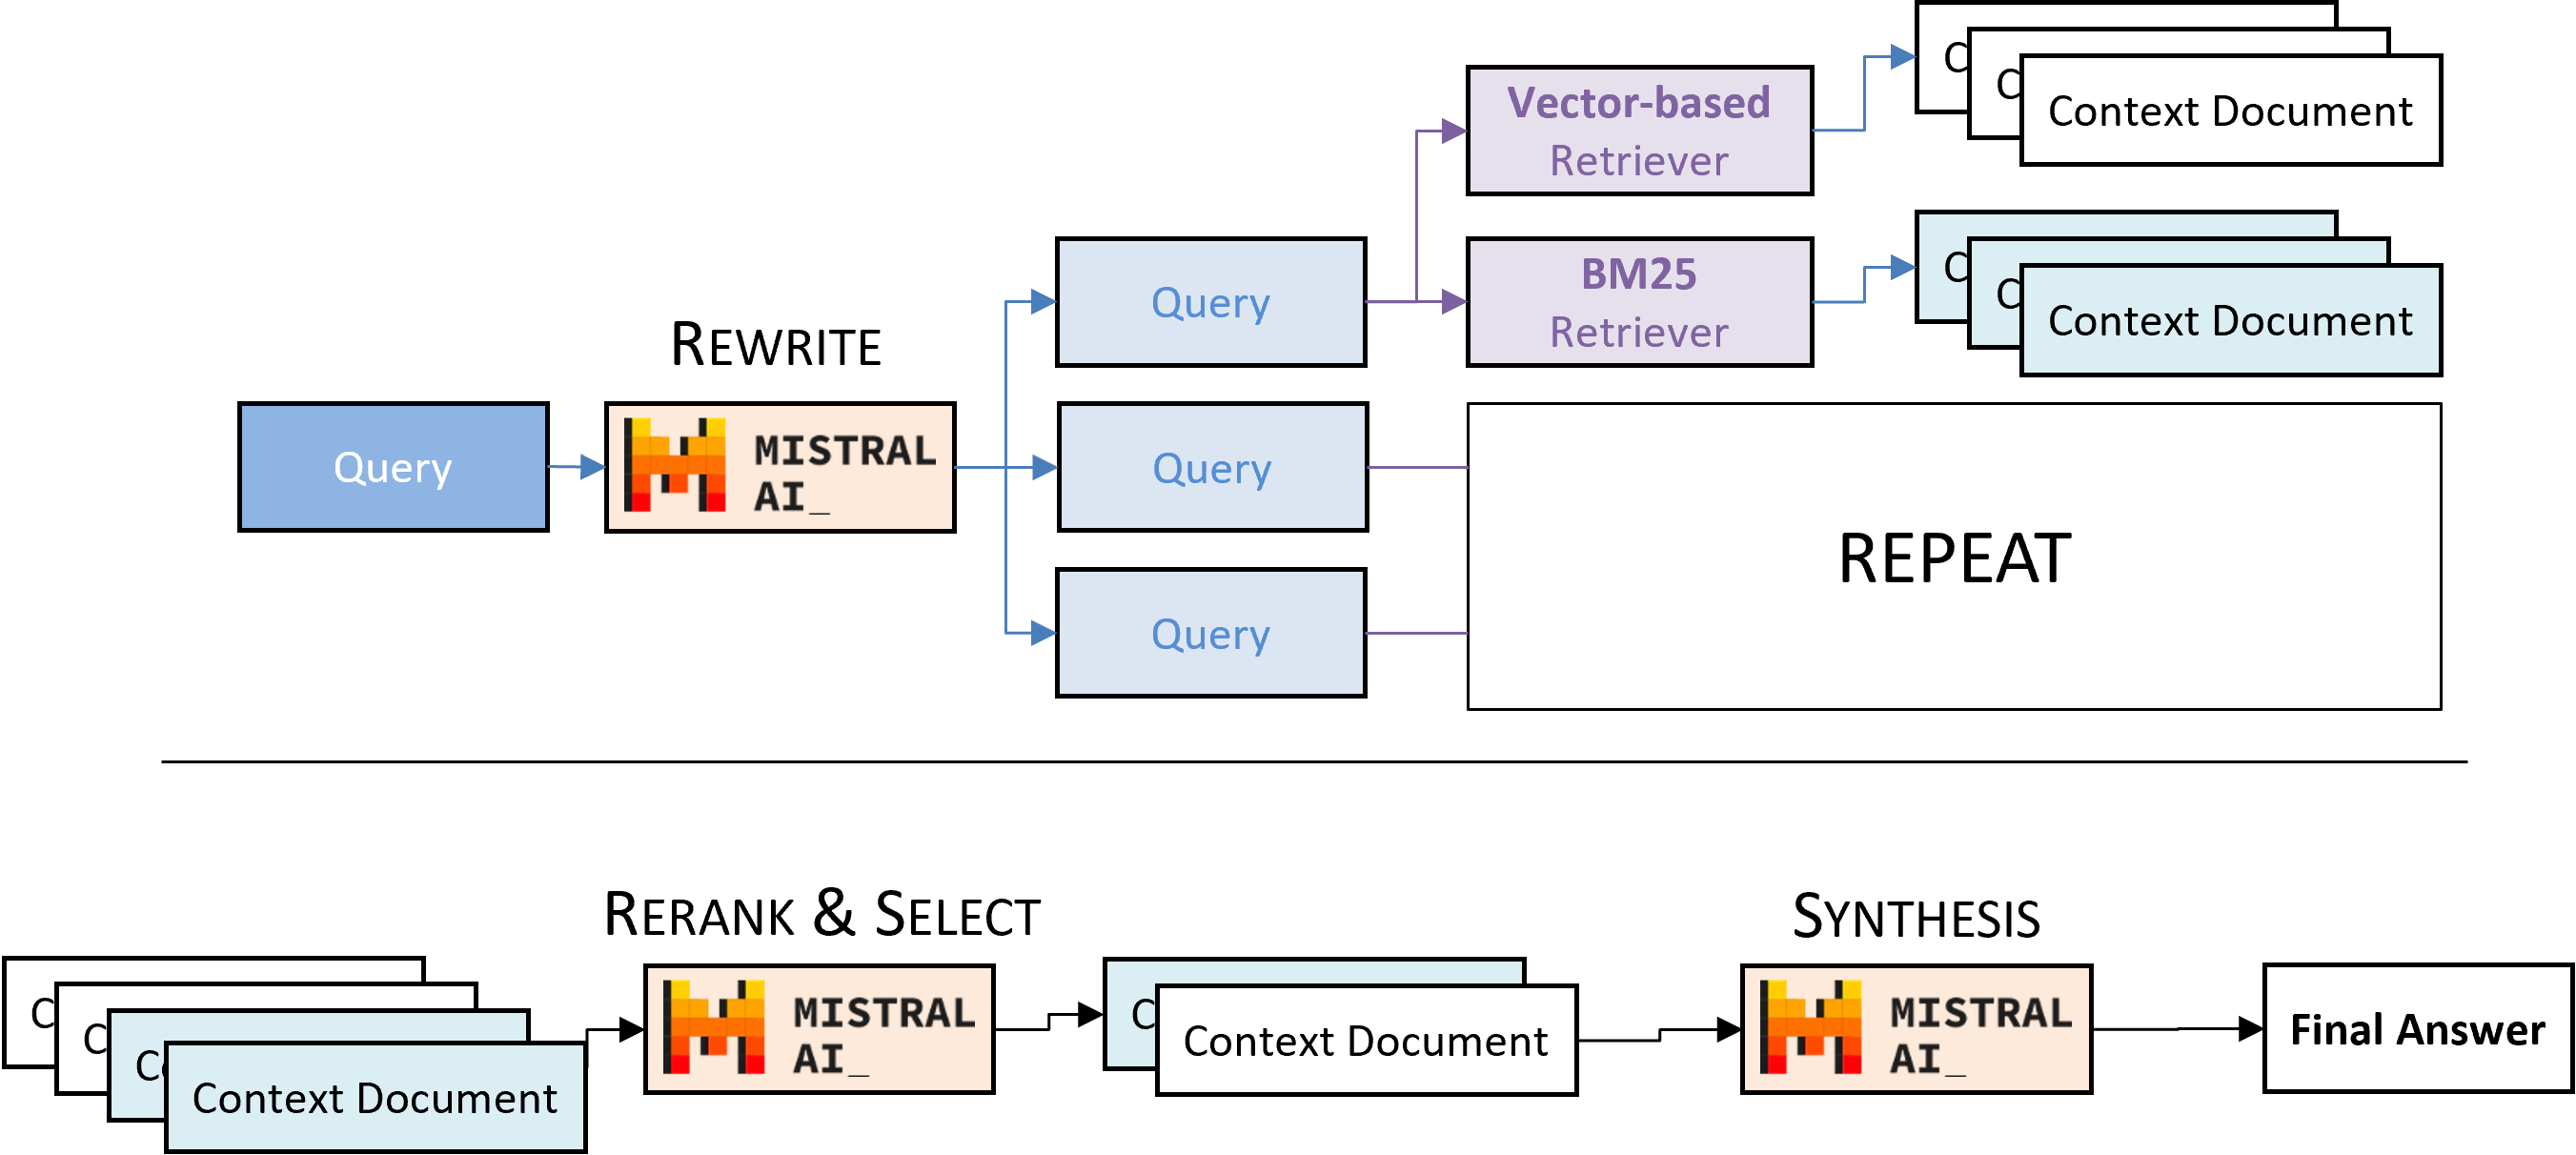 Vector-based
Retriever
C
C
Context Document
BM25
Retriever
C
C
Context Document
Query
REWRITE
Query
MISTRAL
AI_
Query
Query
REPEAT
RERANK & SELECT
SYNTHESIS
C
C
C
Context Document
MISTRAL
AI_
C
Context Document
MISTRAL
AI_
Final Answer